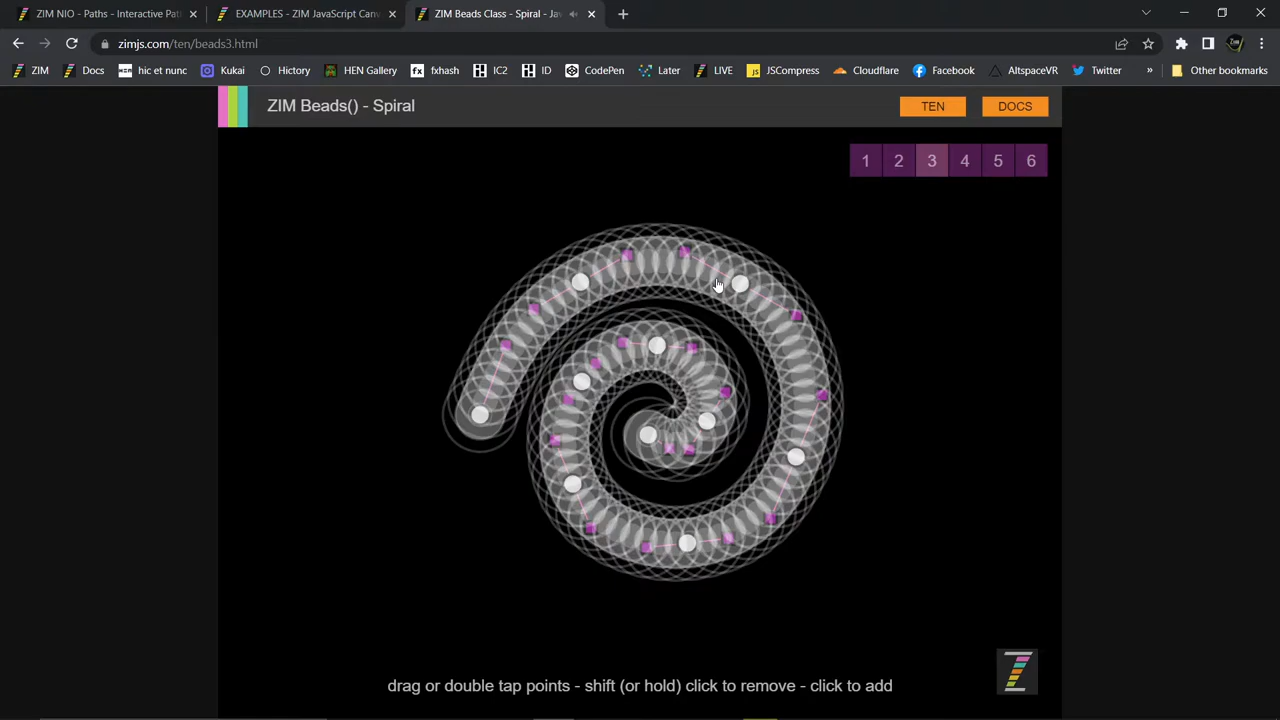 ZIM NIO - Paths - Interactive Pat
EXAMPLES - ZIM JavaScript Canv
ZIM Beads Class - Spiral - Jav
zimjs.com/ten/beads3.html
ZIM Docs hic et nunc Kukai Hictory HEN Gallery fxhash IC2 ID CodePen Later LIVE JSCompress Cloudflare Facebook AltspaceVR Twitter » Other bookmarks
ZIM Beads() - Spiral
TEN DOCS
1 2 3 4 5 6
drag or double tap points - shift (or hold) click to remove - click to add